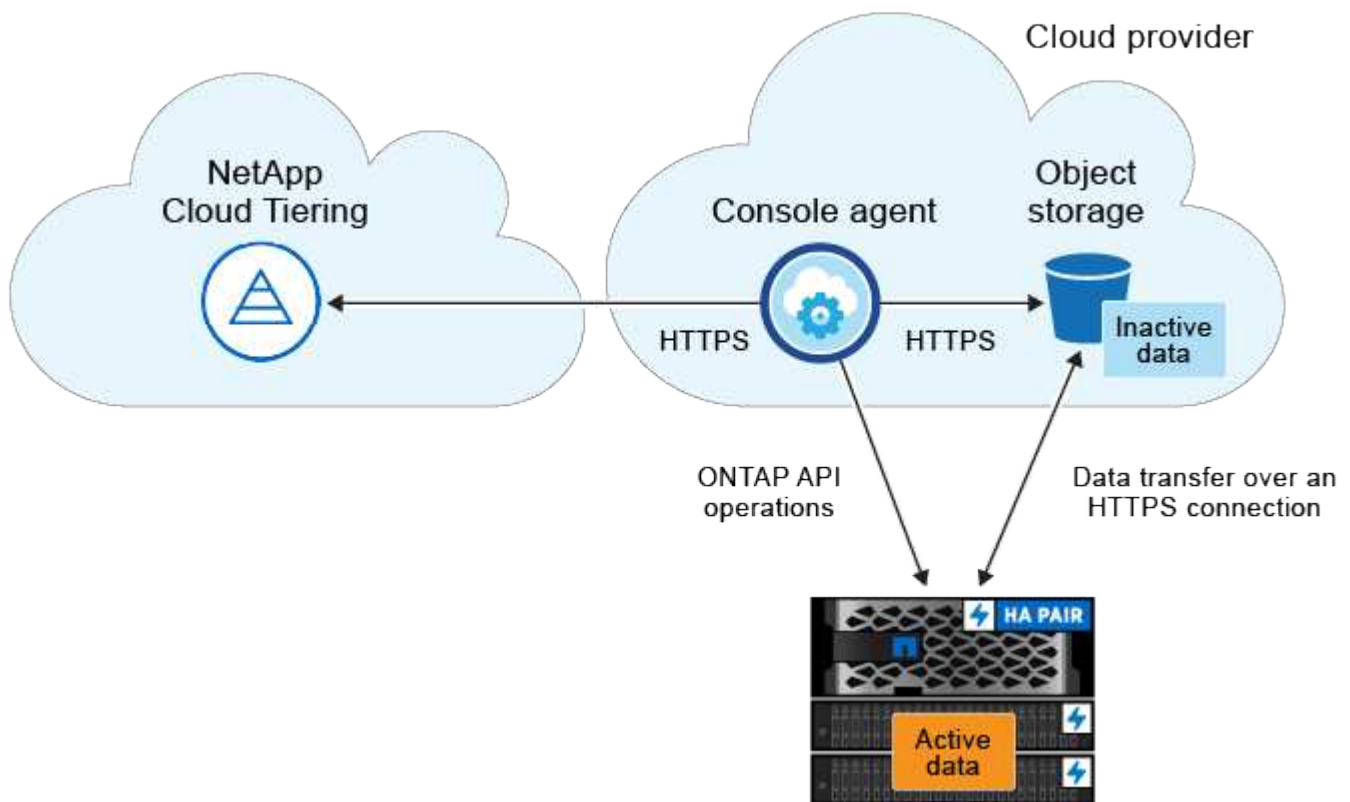 Cloud provider
NetApp
Cloud Tiering
Console agent
Object
storage
HTTPS
HTTPS
Inactive
data
ONTAP API
operations
Data transfer over an
HTTPS connection
HA PAIR
Active
data